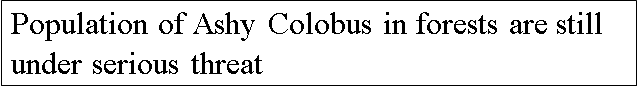 Population of Ashy Colobus in forests are still
under serious threat